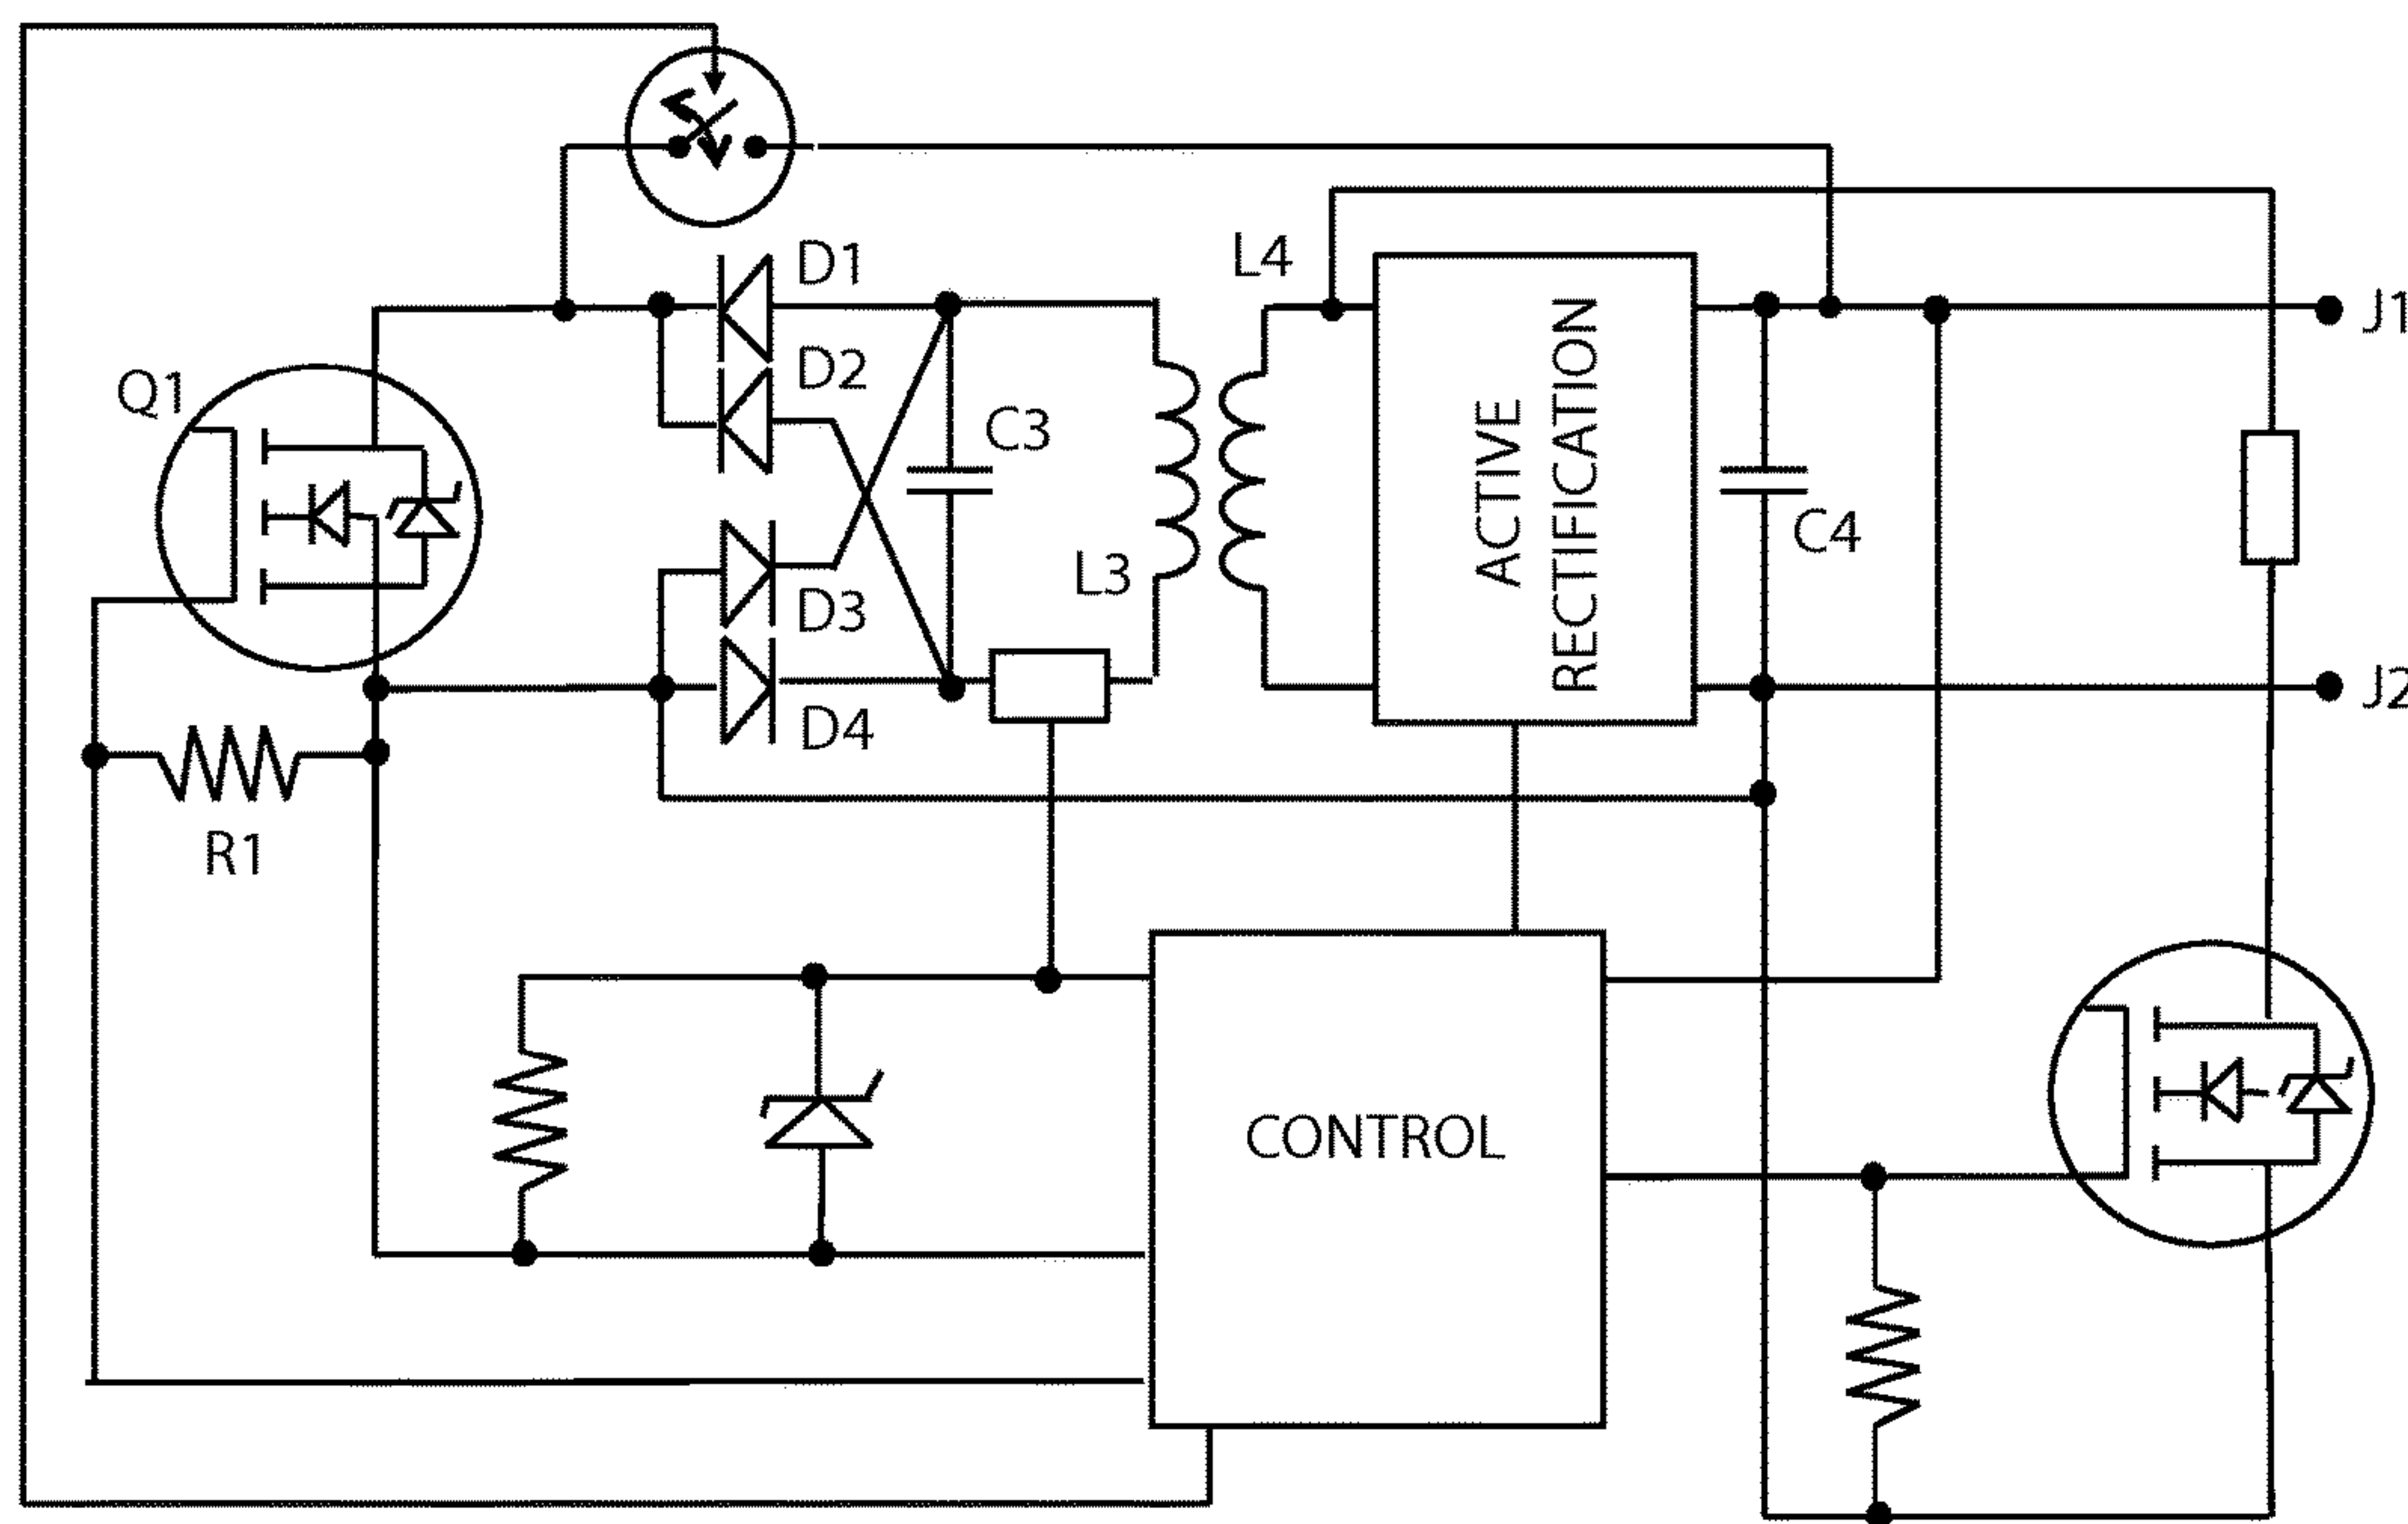 D1
L4
J1
D2
Q1
C3
ACTIVE
RECTIFICATION
C4
L3
D3
J2
D4
R1
CONTROL